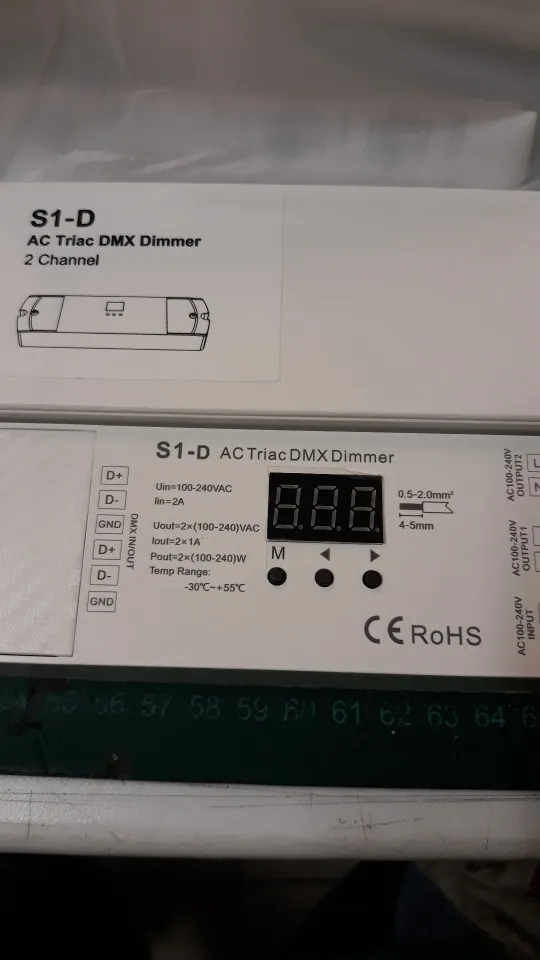 S1-D
AC Triac DMX Dimmer
2 Channel
S1-D AC Triac DMX Dimmer
D+
D-
GND
D+
D-
GND
DMX IN/OUT
Uin=100-240VAC
Iin=2A
Uout=2×(100-240)VAC
Iout=2×1A
Pout=2×(100-240)W
Temp Range:
-30℃~+55℃
M ◀ ▶
0.5-2.0mm²
4-5mm
AC100-240V
OUTPUT2
L
N
AC100-240V
OUTPUT1
AC100-240V
INPUT
CE RoHS
55 56 57 58 59 60 61 62 63 64